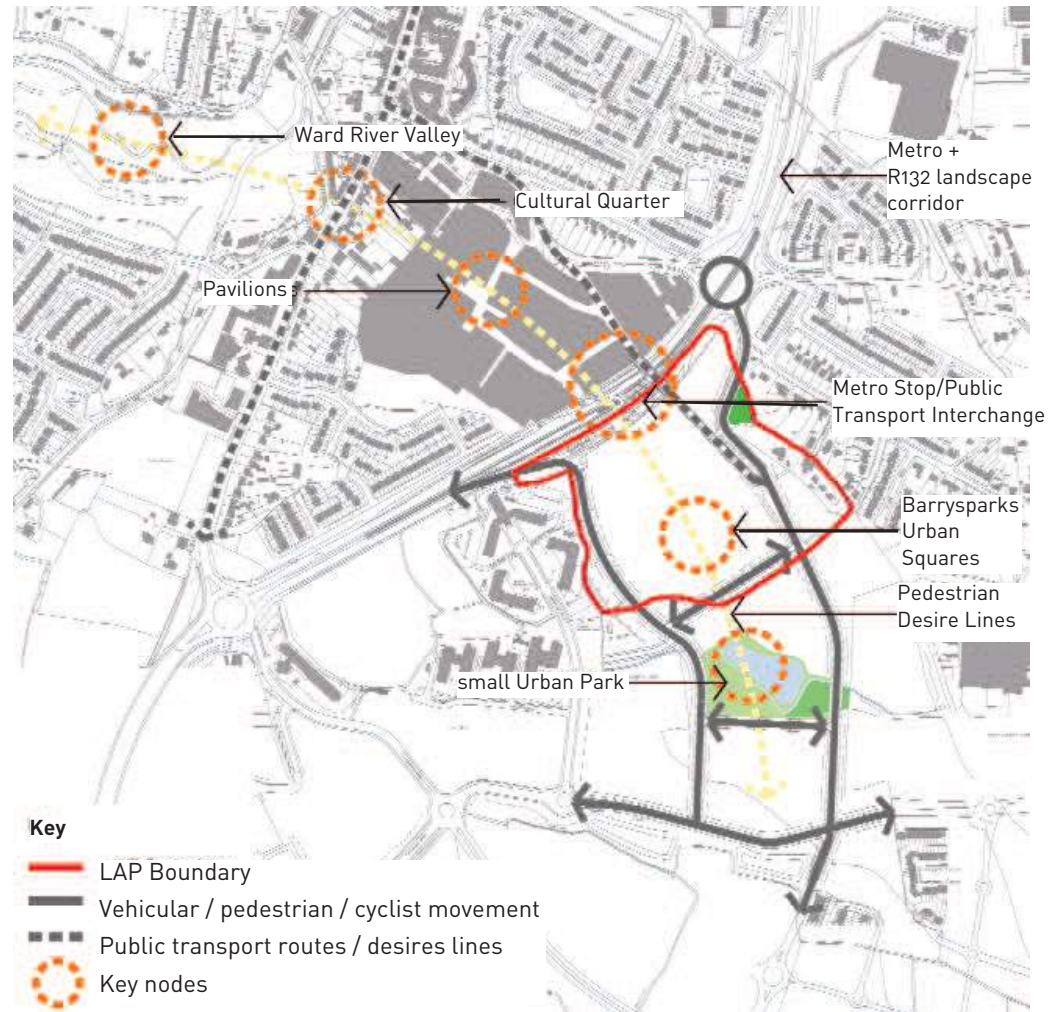 Ward River Valley
Metro +
R132 landscape
corridor
Cultural Quarter
Pavilions
Metro Stop/Public
Transport Interchange
Barrysparks
Urban
Squares
Pedestrian
Desire Lines
small Urban Park
Key
LAP Boundary
Vehicular / pedestrian / cyclist movement
Public transport routes / desires lines
Key nodes